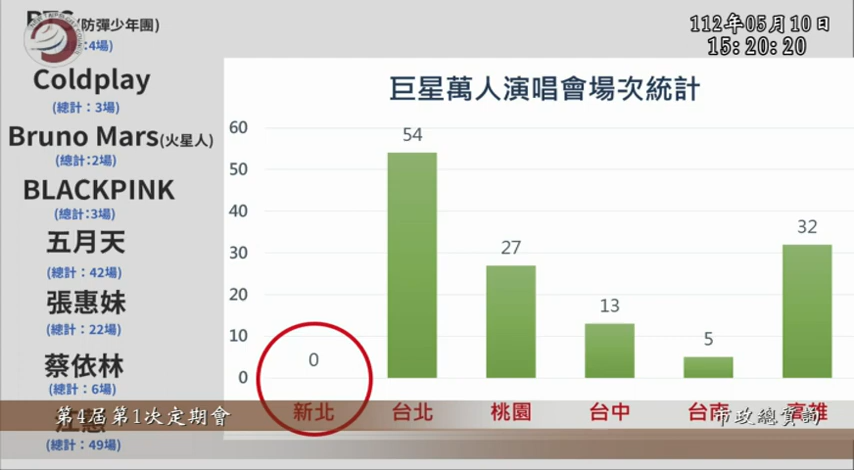 BTS(防彈少年團)
:4場)
Coldplay
(總計：3場)
Bruno Mars(火星人)
(總計:2場)
BLACKPINK
(總計:3場)
五月天
(總計：42場)
張惠妹
(總計：22場)
蔡依林
(總計：6場)
(總計：49場)
112年05月10日
15:20:20
巨星萬人演唱會場次統計
60
50
40
30
20
10
0
0
54
27
13
5
32
新北 台北 桃園 台中 台南 高雄
第4屆第1次定期會
市政總質詢